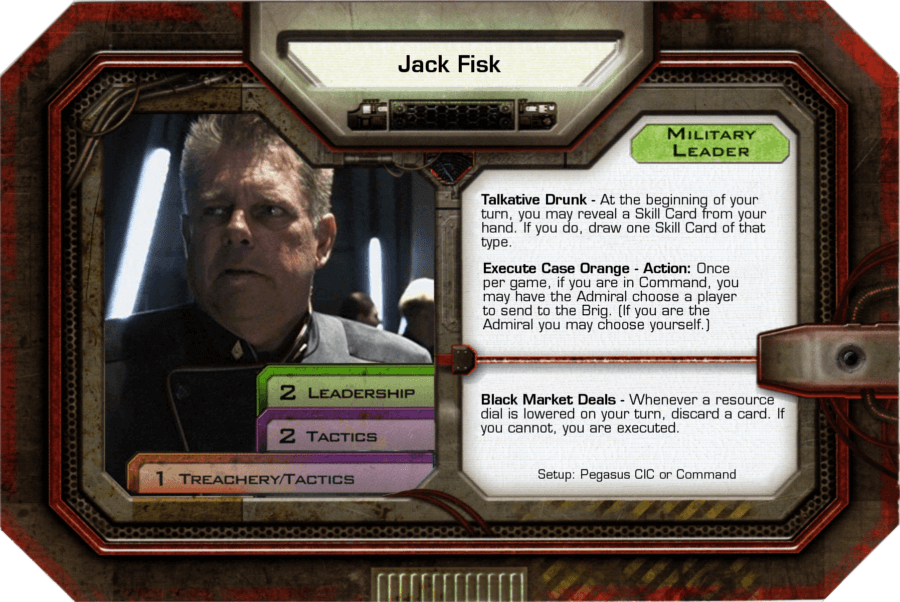 Jack Fisk
Military
Leader
Talkative Drunk - At the beginning of your
turn, you may reveal a Skill Card from your
hand. If you do, draw one Skill Card of that
type.
Execute Case Orange - Action: Once
per game, if you are in Command, you
may have the Admiral choose a player
to send to the Brig. (If you are the
Admiral you may choose yourself.)
Black Market Deals - Whenever a resource
dial is lowered on your turn, discard a card. If
you cannot, you are executed.
Setup: Pegasus CIC or Command
2 Leadership
2 Tactics
1 Treachery/Tactics